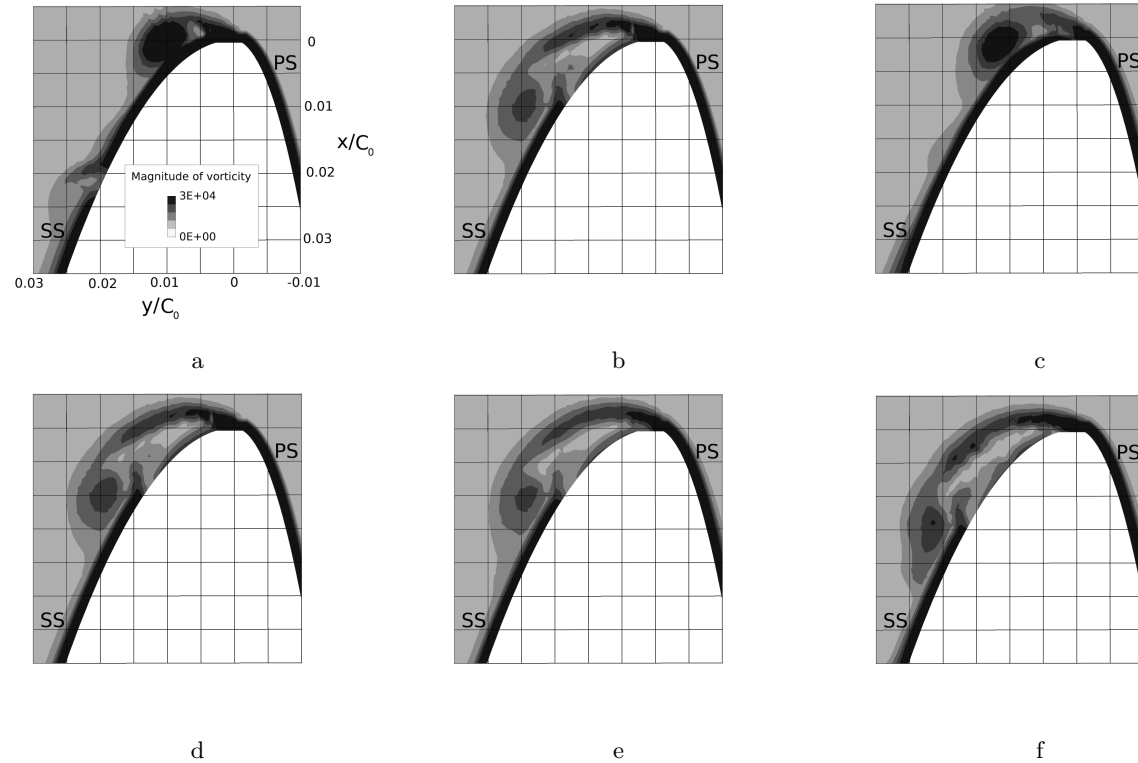 0
PS
0.01
x/C0
Magnitude of vorticity
3E+04
0.02
SS
0E+00
0.03
0.03 0.02 0.01 0 -0.01
y/C0
PS
SS
PS
SS
a b c
PS
SS
PS
SS
PS
SS
d e f